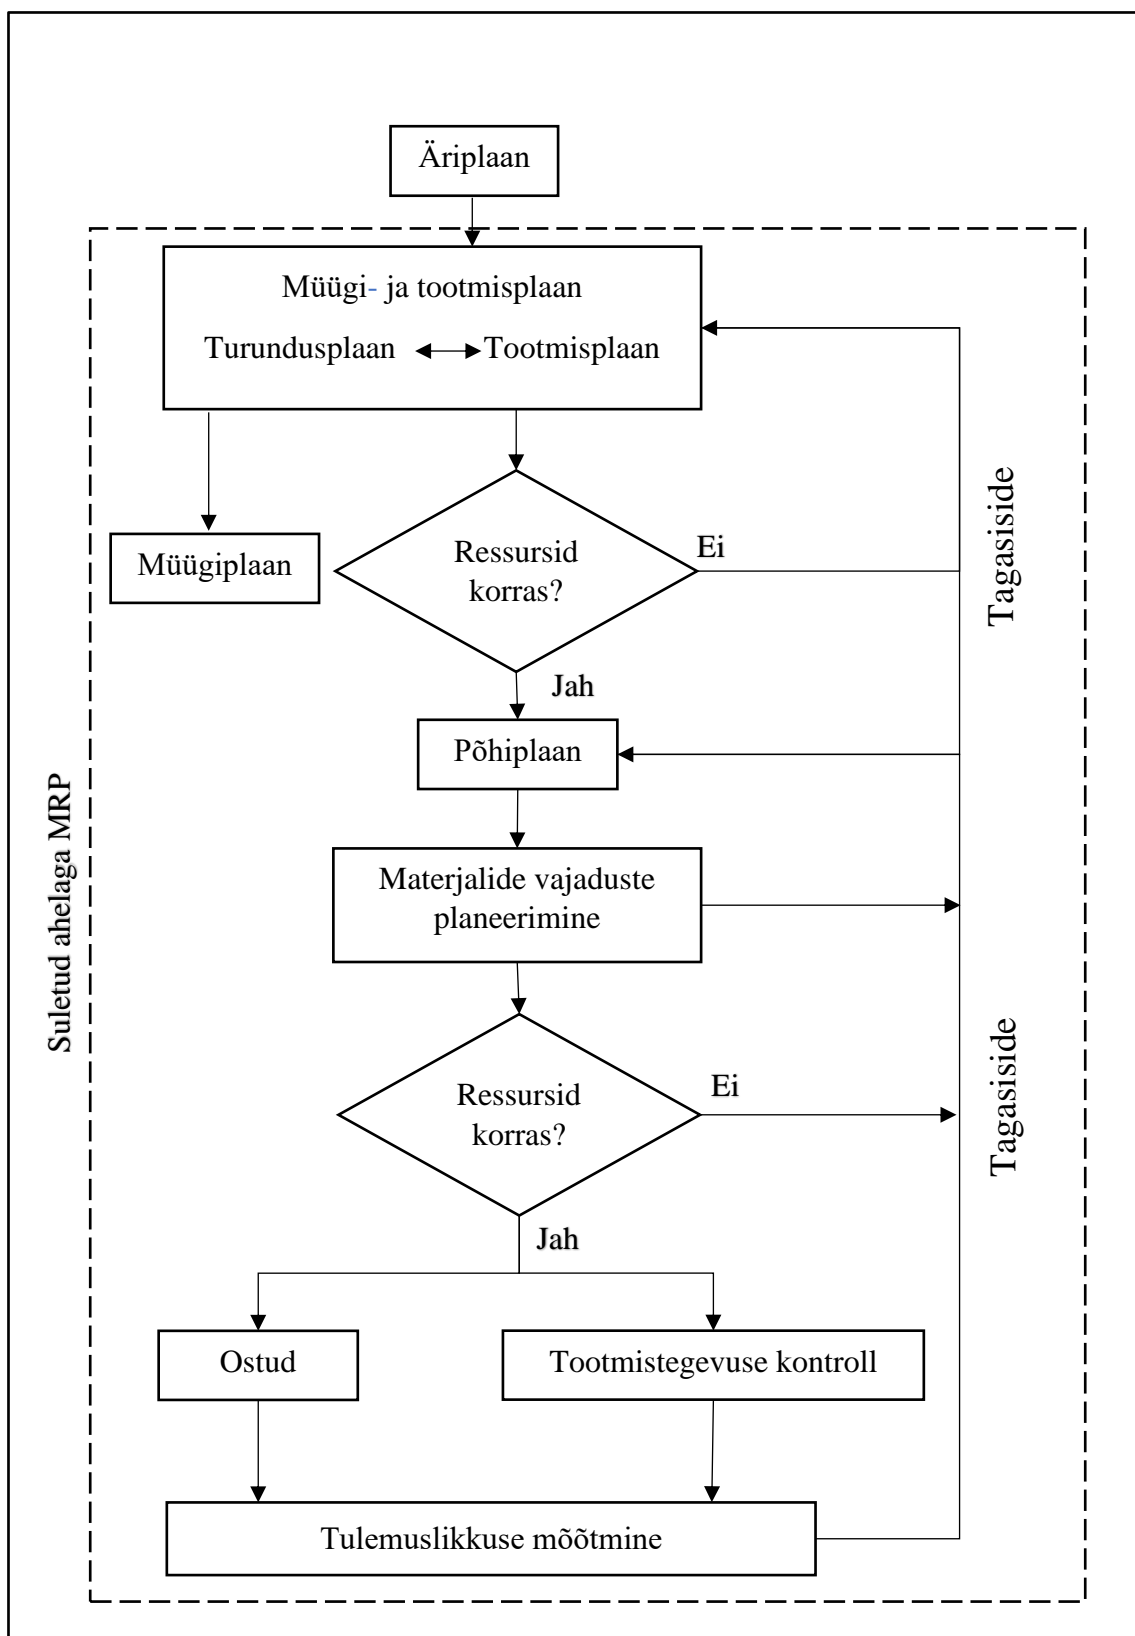 Äriplaan
Müügi- ja tootmisplaan
Turundusplaan Tootmisplaan
Müügiplaan
Ressursid
korras?
Ei
Tagasiside
Jah
Põhiplaan
Suletud ahelaga MRP
Materjalide vajaduste
planeerimine
Ressursid
korras?
Ei
Tagasiside
Jah
Ostud
Tootmistegevuse kontroll
Tulemuslikkuse mõõtmine